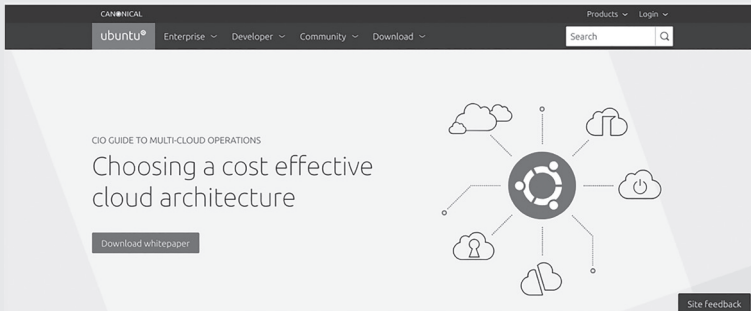 CANONICAL
Products Login
ubuntu® Enterprise Developer Community Download Search
CIO GUIDE TO MULTI-CLOUD OPERATIONS
Choosing a cost effective
cloud architecture
Download whitepaper
Site feedback